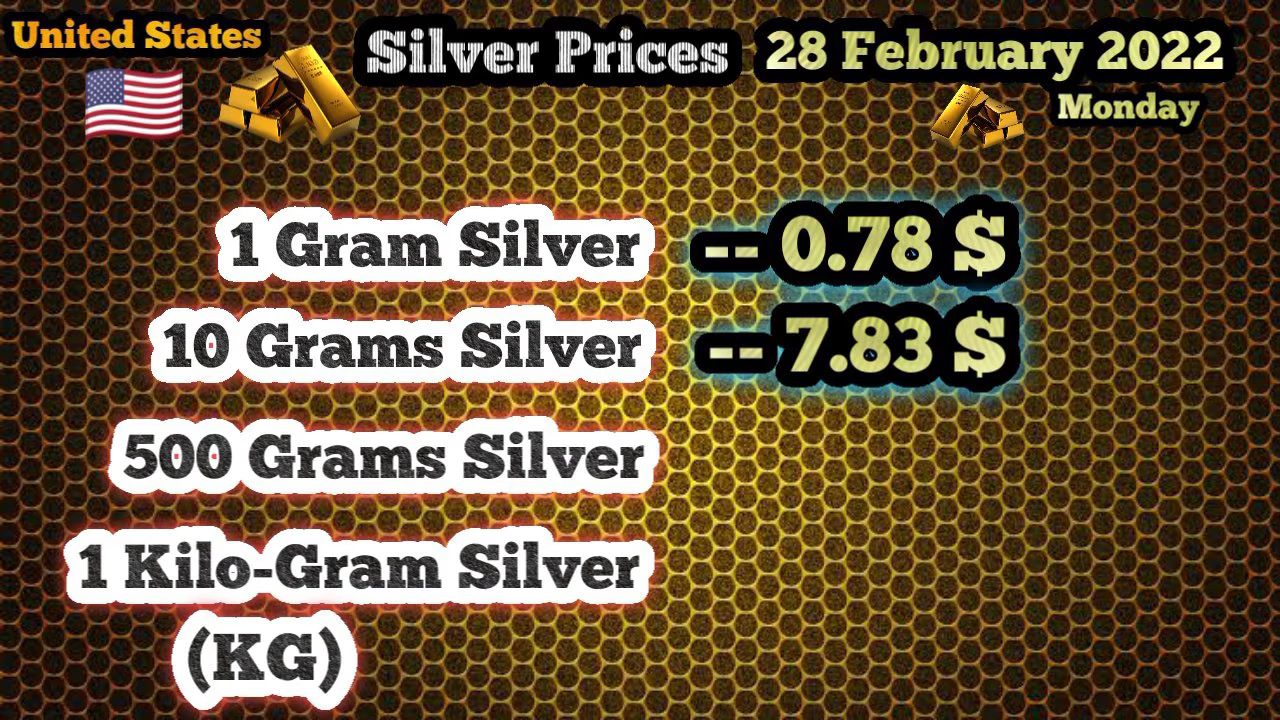 United States
Silver Prices
28 February 2022
Monday
1 Gram Silver -- 0.78 $
10 Grams Silver -- 7.83 $
500 Grams Silver
1 Kilo-Gram Silver
(KG)